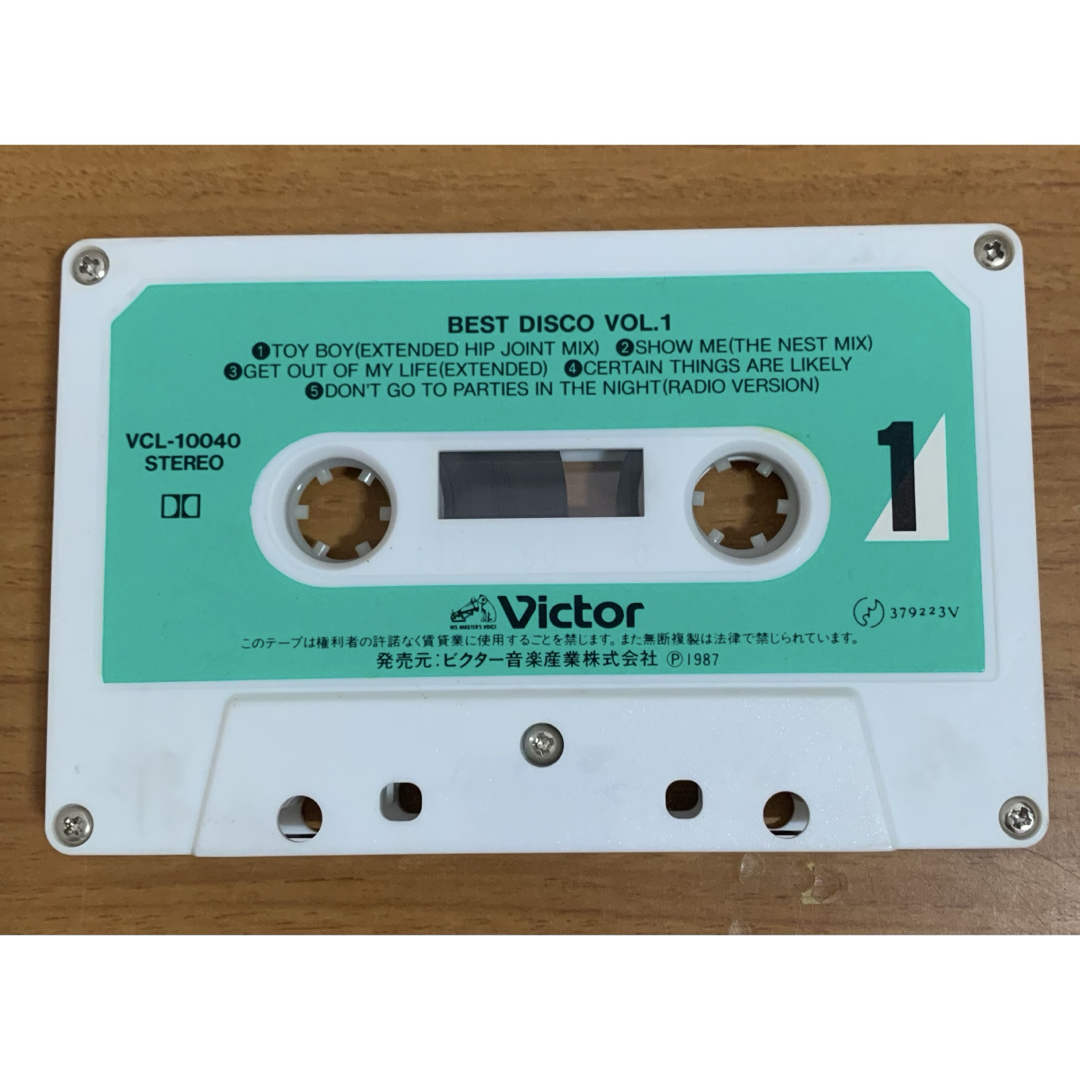 BEST DISCO VOL.1
❶TOY BOY(EXTENDED HIP JOINT MIX) ❷SHOW ME(THE NEST MIX)
❸GET OUT OF MY LIFE(EXTENDED) ❹CERTAIN THINGS ARE LIKELY
❺DON'T GO TO PARTIES IN THE NIGHT(RADIO VERSION)
VCL-10040
STEREO
1
HIS MASTER'S VOICE
Victor
379223V
このテープは権利者の許諾なく賃貸業に使用することを禁じます。また無断複製は法律で禁じられています。
発売元:ビクター音楽産業株式会社 Ⓟ1987